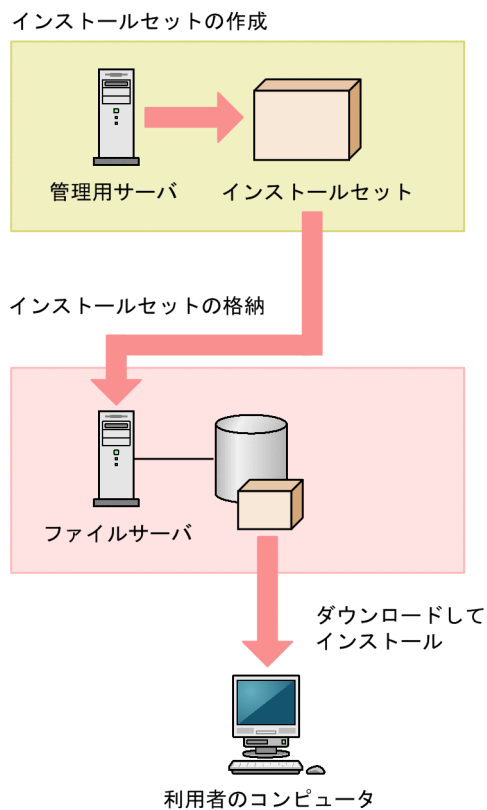 インストールセットの作成
管理用サーバ
インストールセット
インストールセットの格納
ファイルサーバ
ダウンロードして
インストール
利用者のコンピュータ